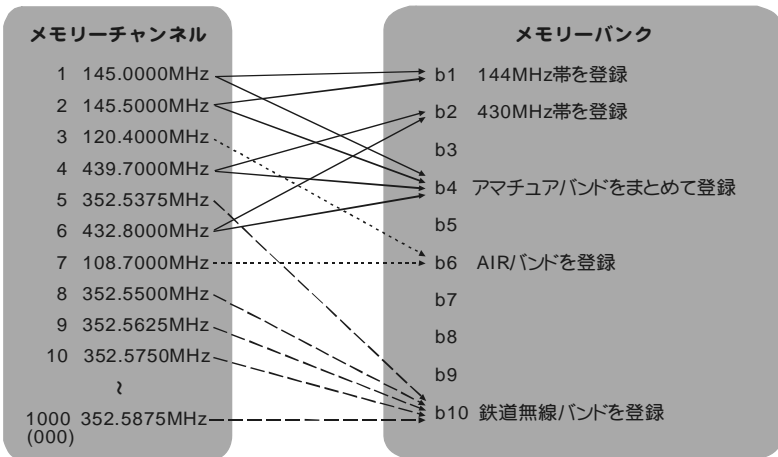 メモリーチャンネル
1 145.0000MHz
2 145.5000MHz
3 120.4000MHz
4 439.7000MHz
5 352.5375MHz
6 432.8000MHz
7 108.7000MHz
8 352.5500MHz
9 352.5625MHz
10 352.5750MHz
~
1000 352.5875MHz
(000)
メモリーバンク
b1 144MHz帯を登録
b2 430MHz帯を登録
b3
b4 アマチュアバンドをまとめて登録
b5
b6 AIRバンドを登録
b7
b8
b9
b10 鉄道無線バンドを登録